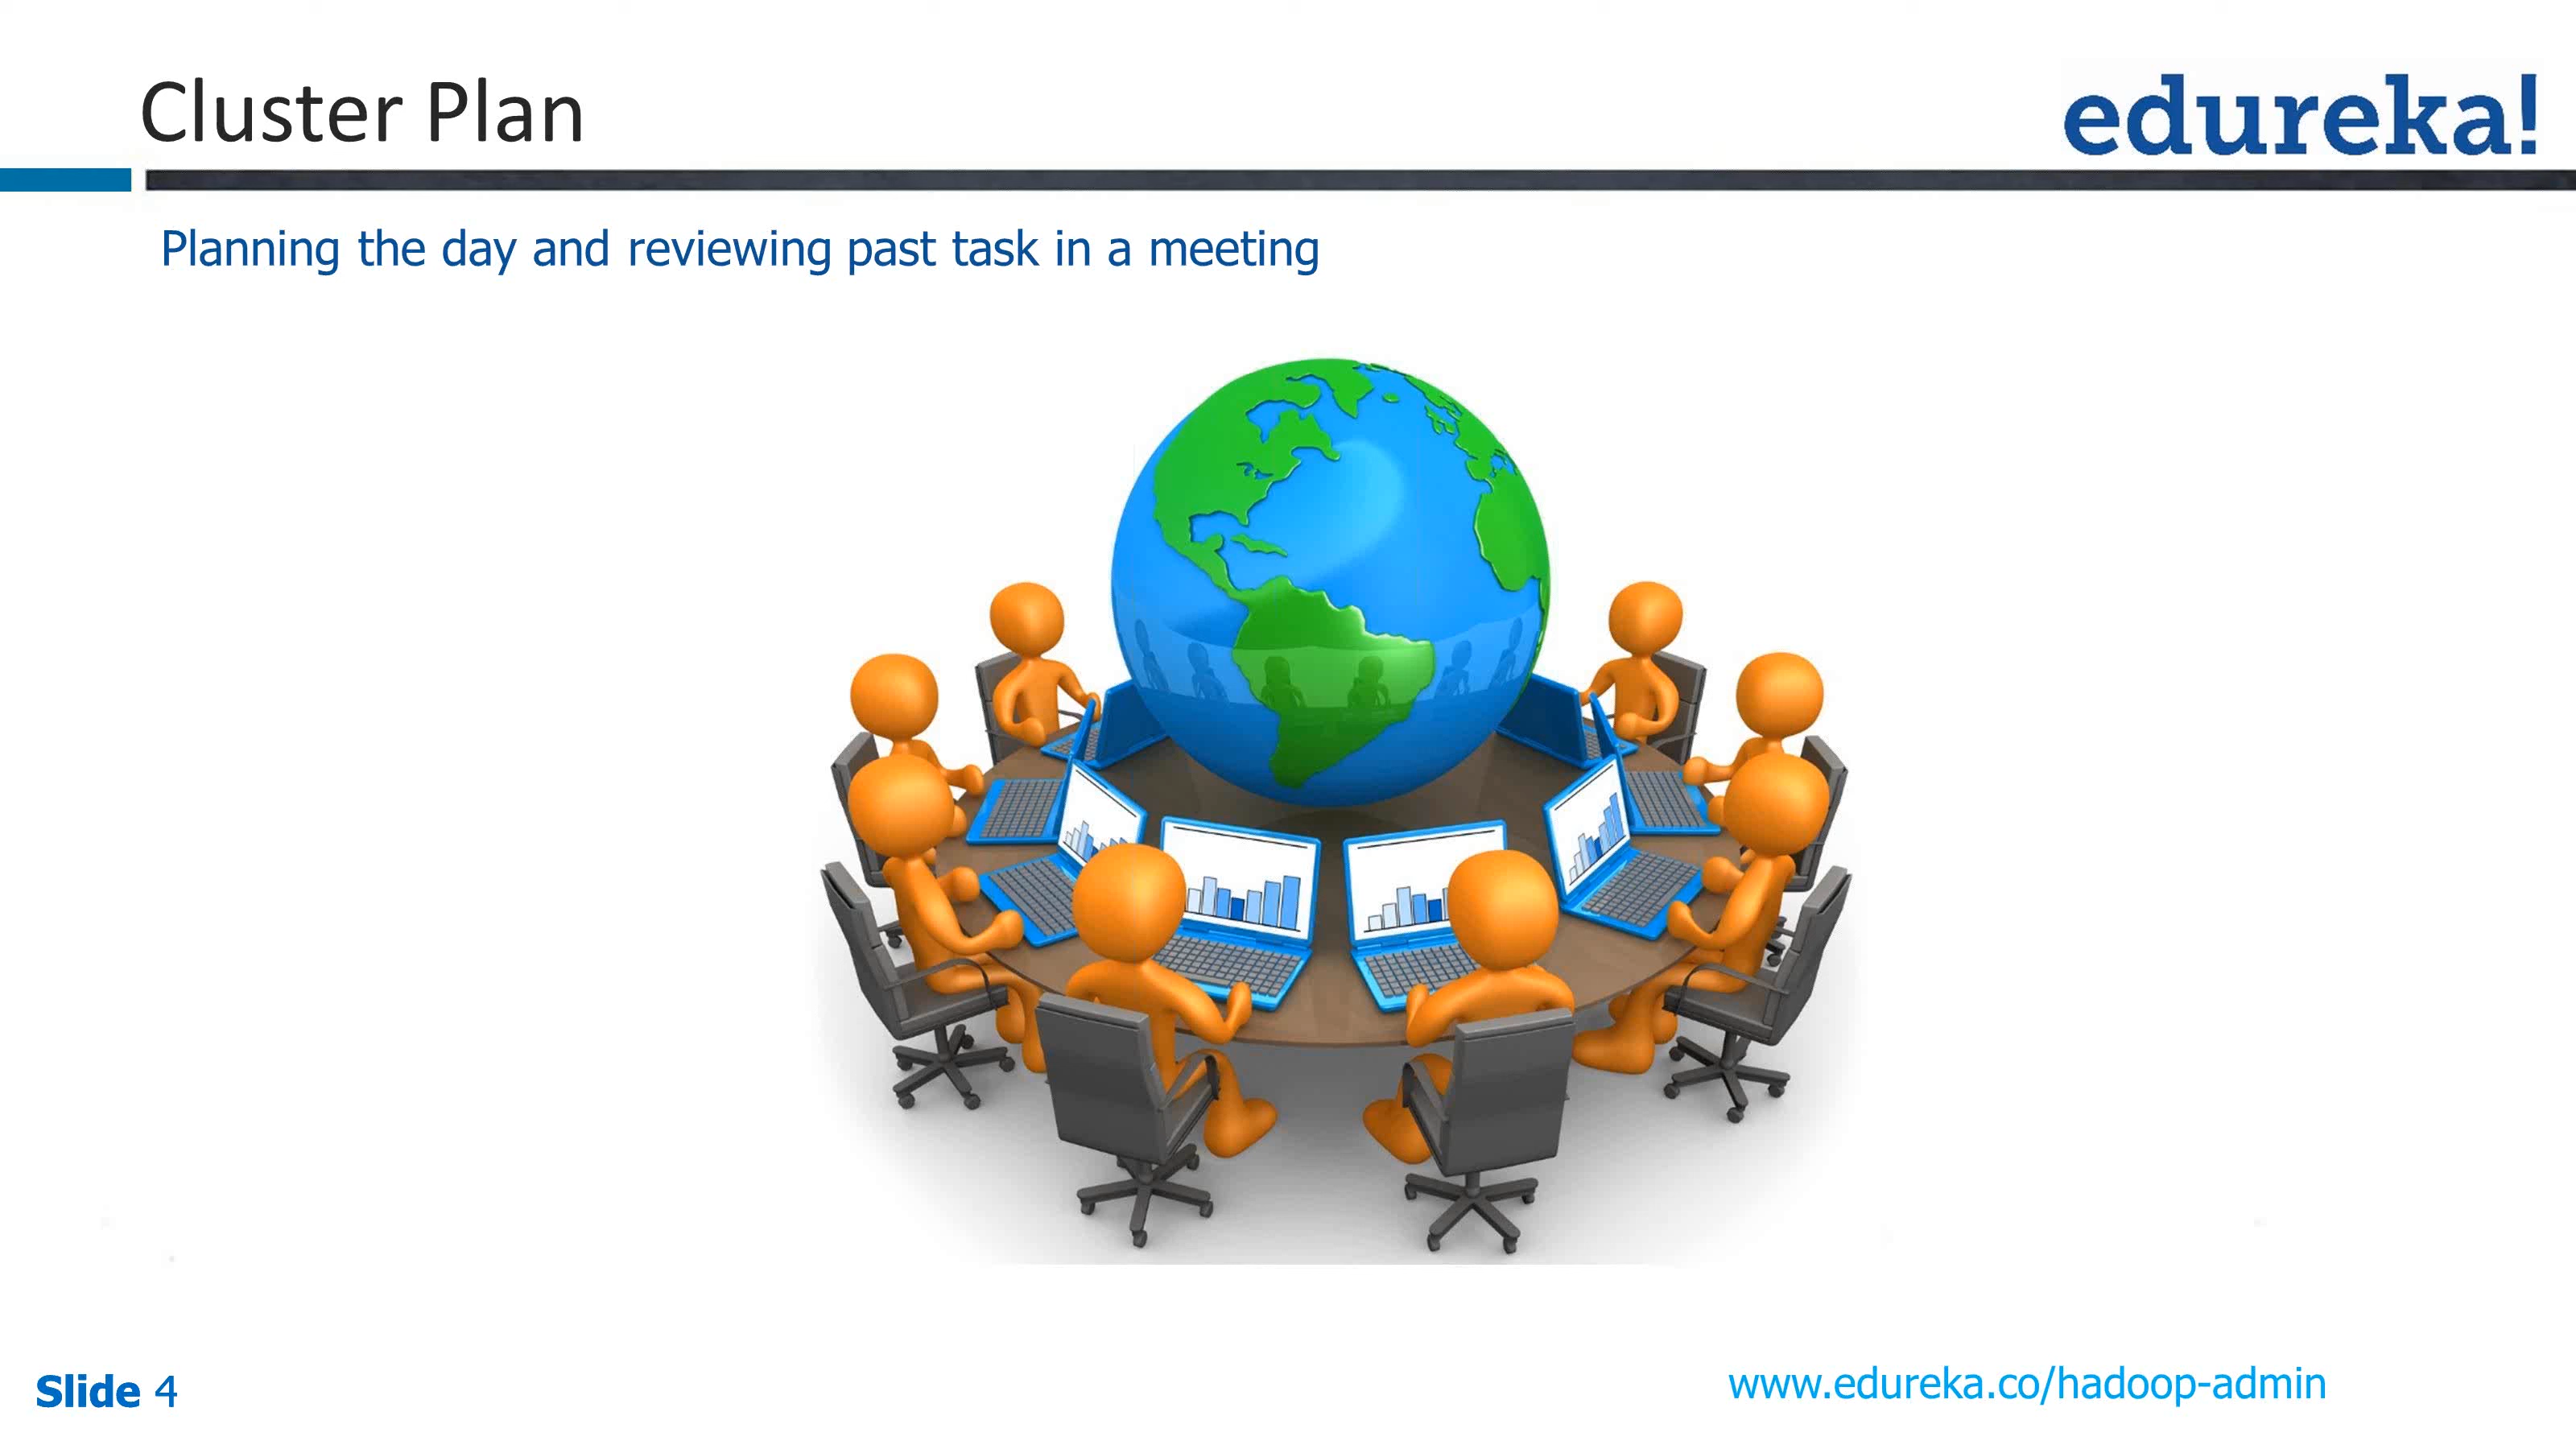 Cluster Plan
edureka!
Planning the day and reviewing past task in a meeting
Slide 4
www.edureka.co/hadoop-admin